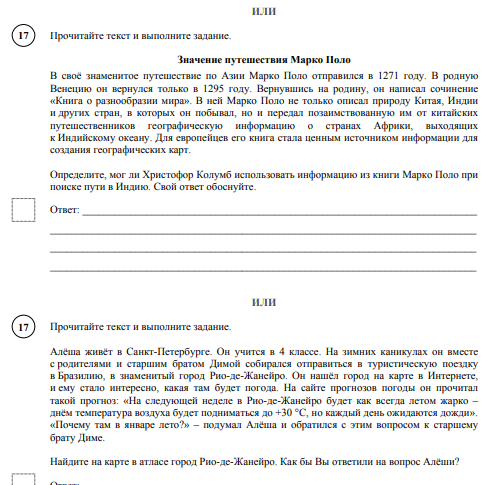 ИЛИ
17 Прочитайте текст и выполните задание.
Значение путешествия Марко Поло
В своё знаменитое путешествие по Азии Марко Поло отправился в 1271 году. В родную
Венецию он вернулся только в 1295 году. Вернувшись на родину, он написал сочинение
«Книга о разнообразии мира». В ней Марко Поло не только описал природу Китая, Индии
и других стран, в которых он побывал, но и передал позаимствованную им от китайских
путешественников географическую информацию о странах Африки, выходящих
к Индийскому океану. Для европейцев его книга стала ценным источником информации для
создания географических карт.
Определите, мог ли Христофор Колумб использовать информацию из книги Марко Поло при
поиске пути в Индию. Свой ответ обоснуйте.
Ответ:
ИЛИ
17 Прочитайте текст и выполните задание.
Алёша живёт в Санкт-Петербурге. Он учится в 4 классе. На зимних каникулах он вместе
с родителями и старшим братом Димой собирался отправиться в туристическую поездку
в Бразилию, в знаменитый город Рио-де-Жанейро. Он нашёл город на карте в Интернете,
и ему стало интересно, какая там будет погода. На сайте прогнозов погоды он прочитал
такой прогноз: «На следующей неделе в Рио-де-Жанейро будет как всегда летом жарко –
днём температура воздуха будет подниматься до +30 °С, но каждый день ожидаются дожди».
«Почему там в январе лето?» – подумал Алёша и обратился с этим вопросом к старшему
брату Диме.
Найдите на карте в атласе город Рио-де-Жанейро. Как бы Вы ответили на вопрос Алёши?